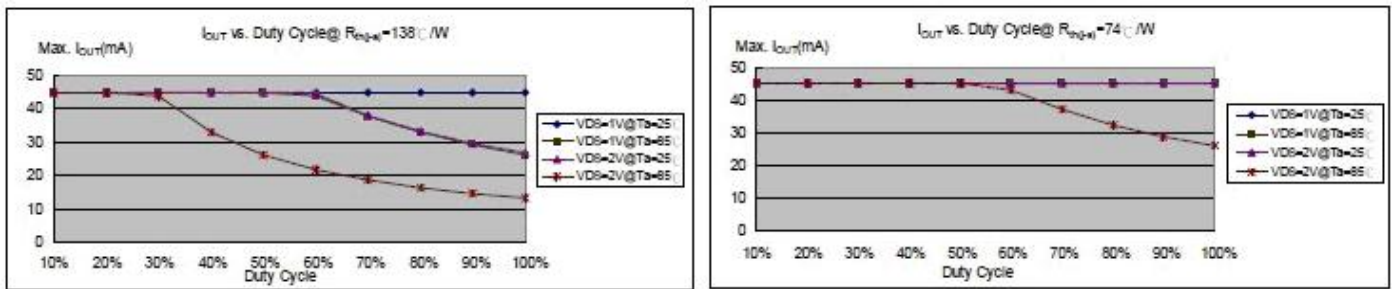 IOUT vs. Duty Cycle@ Rth(j-a)=138℃/W
Max. IOUT(mA)
50
40
30
20
10
0
10% 20% 30% 40% 50% 60% 70% 80% 90% 100%
Duty Cycle
VDS=1V@Ta=25℃
VDS=1V@Ta=85℃
VDS=2V@Ta=25℃
VDS=2V@Ta=85℃
IOUT vs. Duty Cycle@ Rth(j-a)=74℃/W
Max. IOUT(mA)
50
40
30
20
10
0
10% 20% 30% 40% 50% 60% 70% 80% 90% 100%
Duty Cycle
VDS=1V@Ta=25℃
VDS=1V@Ta=85℃
VDS=2V@Ta=25℃
VDS=2V@Ta=85℃